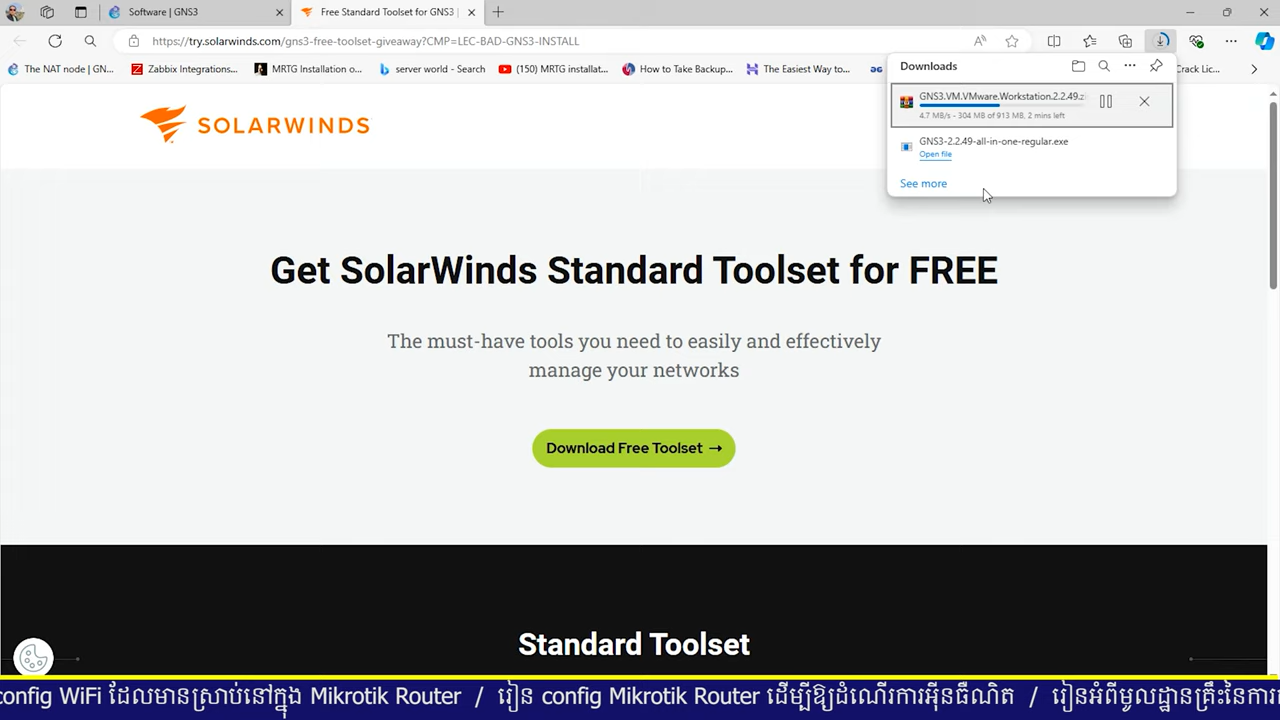 Software | GNS3
Free Standard Toolset for GNS3 |
https://try.solarwinds.com/gns3-free-toolset-giveaway?CMP=LEC-BAD-GNS3-INSTALL
The NAT node | GN...
Zabbix Integrations...
MRTG Installation o...
server world - Search
(150) MRTG installat...
How to Take Backup...
The Easiest Way to...
Crack Lic...
Downloads
GNS3.VM.VMware.Workstation.2.2.49.z
4.7 MB/s - 304 MB of 913 MB, 2 mins left
GNS3-2.2.49-all-in-one-regular.exe
Open file
See more
SOLARWINDS
Get SolarWinds Standard Toolset for FREE
The must-have tools you need to easily and effectively
manage your networks
Download Free Toolset →
Standard Toolset
config WiFi ដែលមានស្រាប់នៅក្នុង Mikrotik Router / រៀន config Mikrotik Router ដើម្បីឱ្យដំណើរការអ៊ីនធឺណិត / រៀនអំពីមូលដ្ឋានគ្រឹះនៃការ